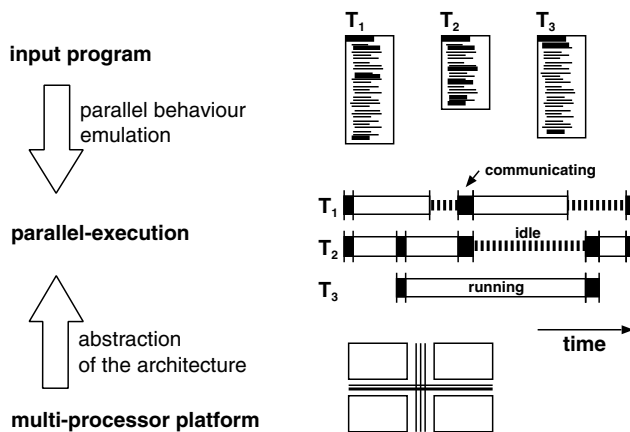 T1 T2 T3
input program
parallel behaviour
emulation
communicating
T1
parallel-execution
idle
T2
T3 running
abstraction
of the architecture
time
multi-processor platform